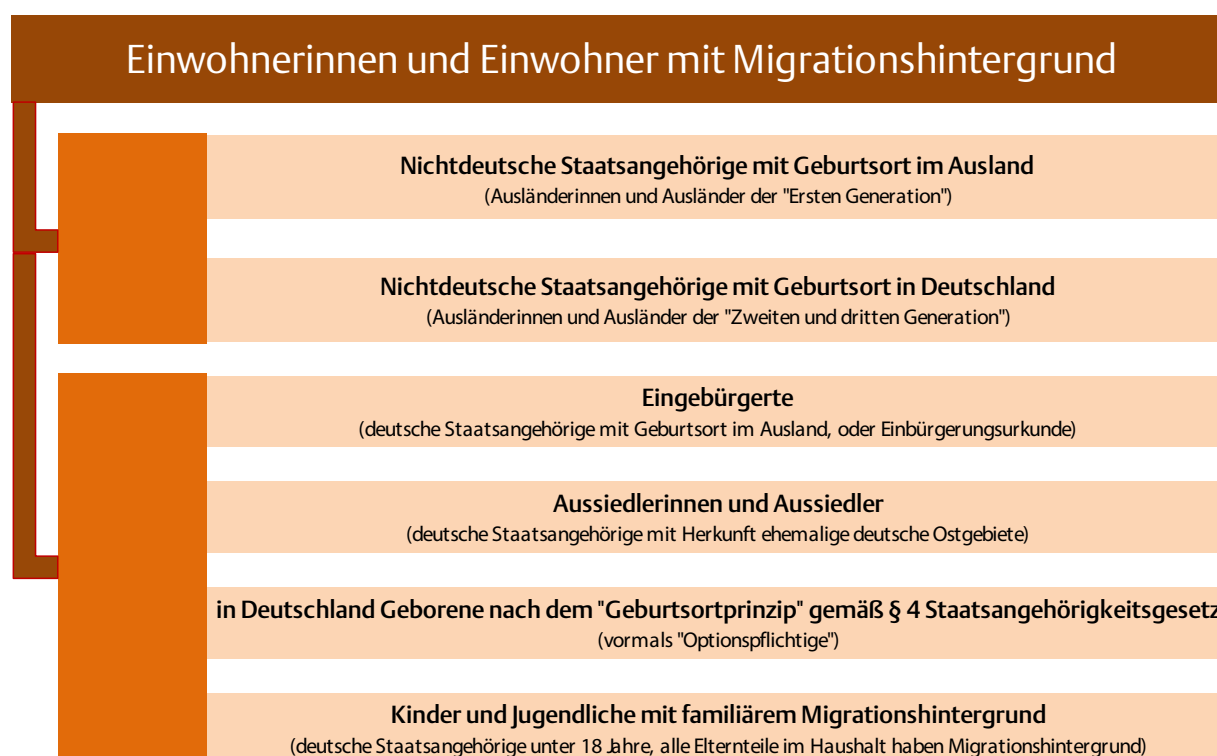 Einwohnerinnen und Einwohner mit Migrationshintergrund
Nichtdeutsche Staatsangehörige mit Geburtsort im Ausland
(Ausländerinnen und Ausländer der "Ersten Generation")
Nichtdeutsche Staatsangehörige mit Geburtsort in Deutschland
(Ausländerinnen und Ausländer der "Zweiten und dritten Generation")
Eingebürgerte
(deutsche Staatsangehörige mit Geburtsort im Ausland, oder Einbürgerungsurkunde)
Aussiedlerinnen und Aussiedler
(deutsche Staatsangehörige mit Herkunft ehemalige deutsche Ostgebiete)
in Deutschland Geborene nach dem "Geburtsortprinzip" gemäß § 4 Staatsangehörigkeitsgesetz
(vormals "Optionspflichtige")
Kinder und Jugendliche mit familiärem Migrationshintergrund
(deutsche Staatsangehörige unter 18 Jahre, alle Elternteile im Haushalt haben Migrationshintergrund)